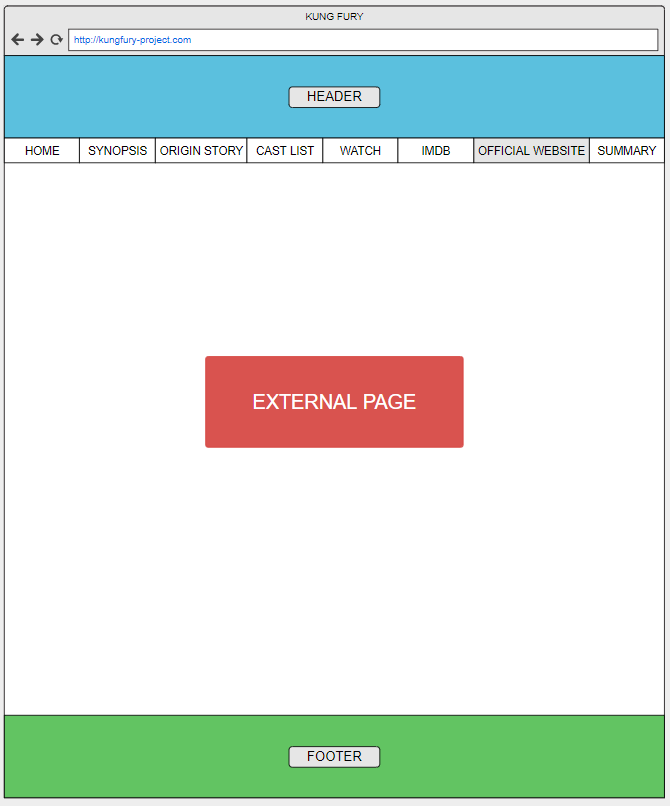 KUNG FURY
http://kungfury-project.com
HEADER
HOME SYNOPSIS ORIGIN STORY CAST LIST WATCH IMDB OFFICIAL WEBSITE SUMMARY
EXTERNAL PAGE
FOOTER